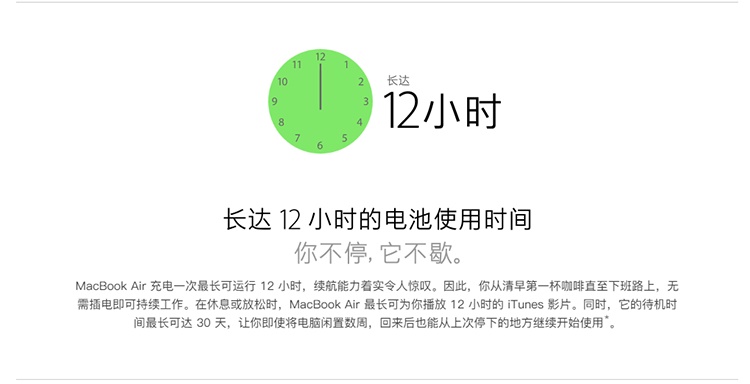 12
11
1
10
2
9
3
8
4
7
5
6
长达
12小时
长达 12 小时的电池使用时间
你不停，它不歇。
MacBook Air 充电一次最长可运行 12 小时，续航能力着实令人惊叹。因此，你从清早第一杯咖啡直至下班路上，无
需插电即可持续工作。在休息或放松时，MacBook Air 最长可为你播放 12 小时的 iTunes 影片。同时，它的待机时
间最长可达 30 天，让你即使将电脑闲置数周，回来后也能从上次停下的地方继续开始使用*。